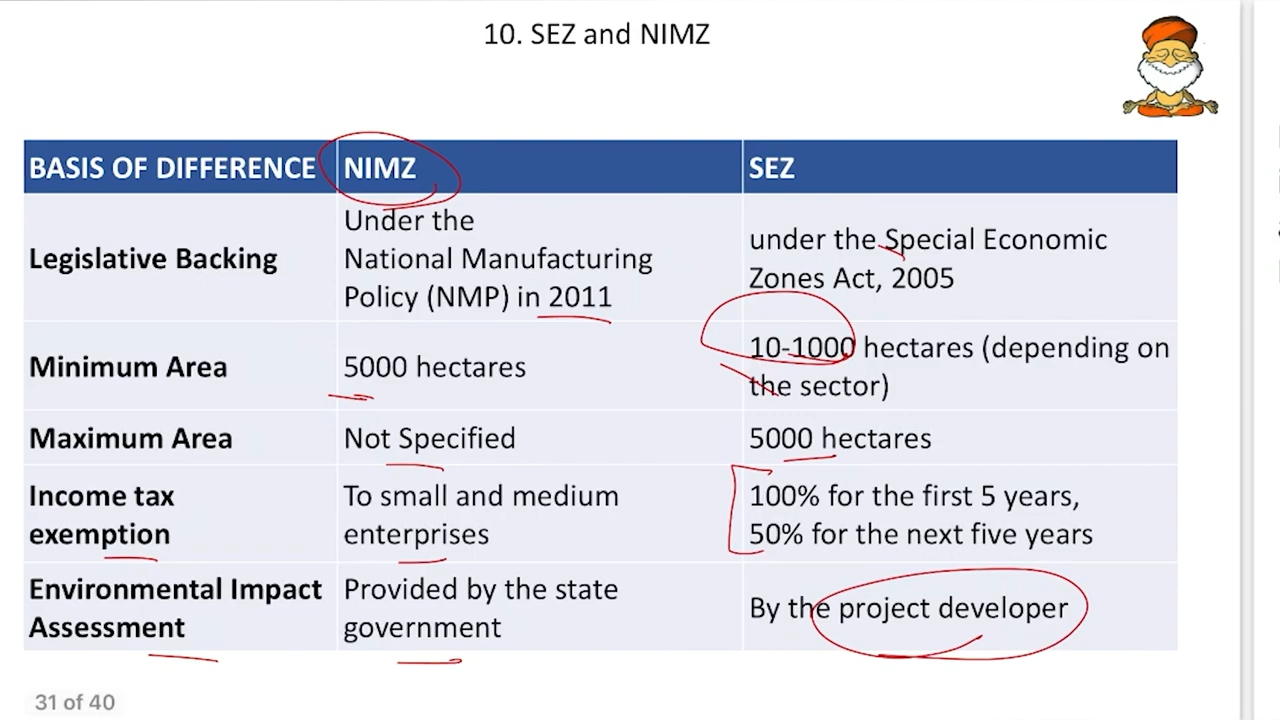 10. SEZ and NIMZ
BASIS OF DIFFERENCE NIMZ SEZ
Legislative Backing
Under the
National Manufacturing
Policy (NMP) in 2011
under the Special Economic
Zones Act, 2005
Minimum Area
5000 hectares
10-1000 hectares (depending on
the sector)
Maximum Area
Not Specified
5000 hectares
Income tax
exemption
To small and medium
enterprises
100% for the first 5 years,
50% for the next five years
Environmental Impact
Assessment
Provided by the state
government
By the project developer
31 of 40